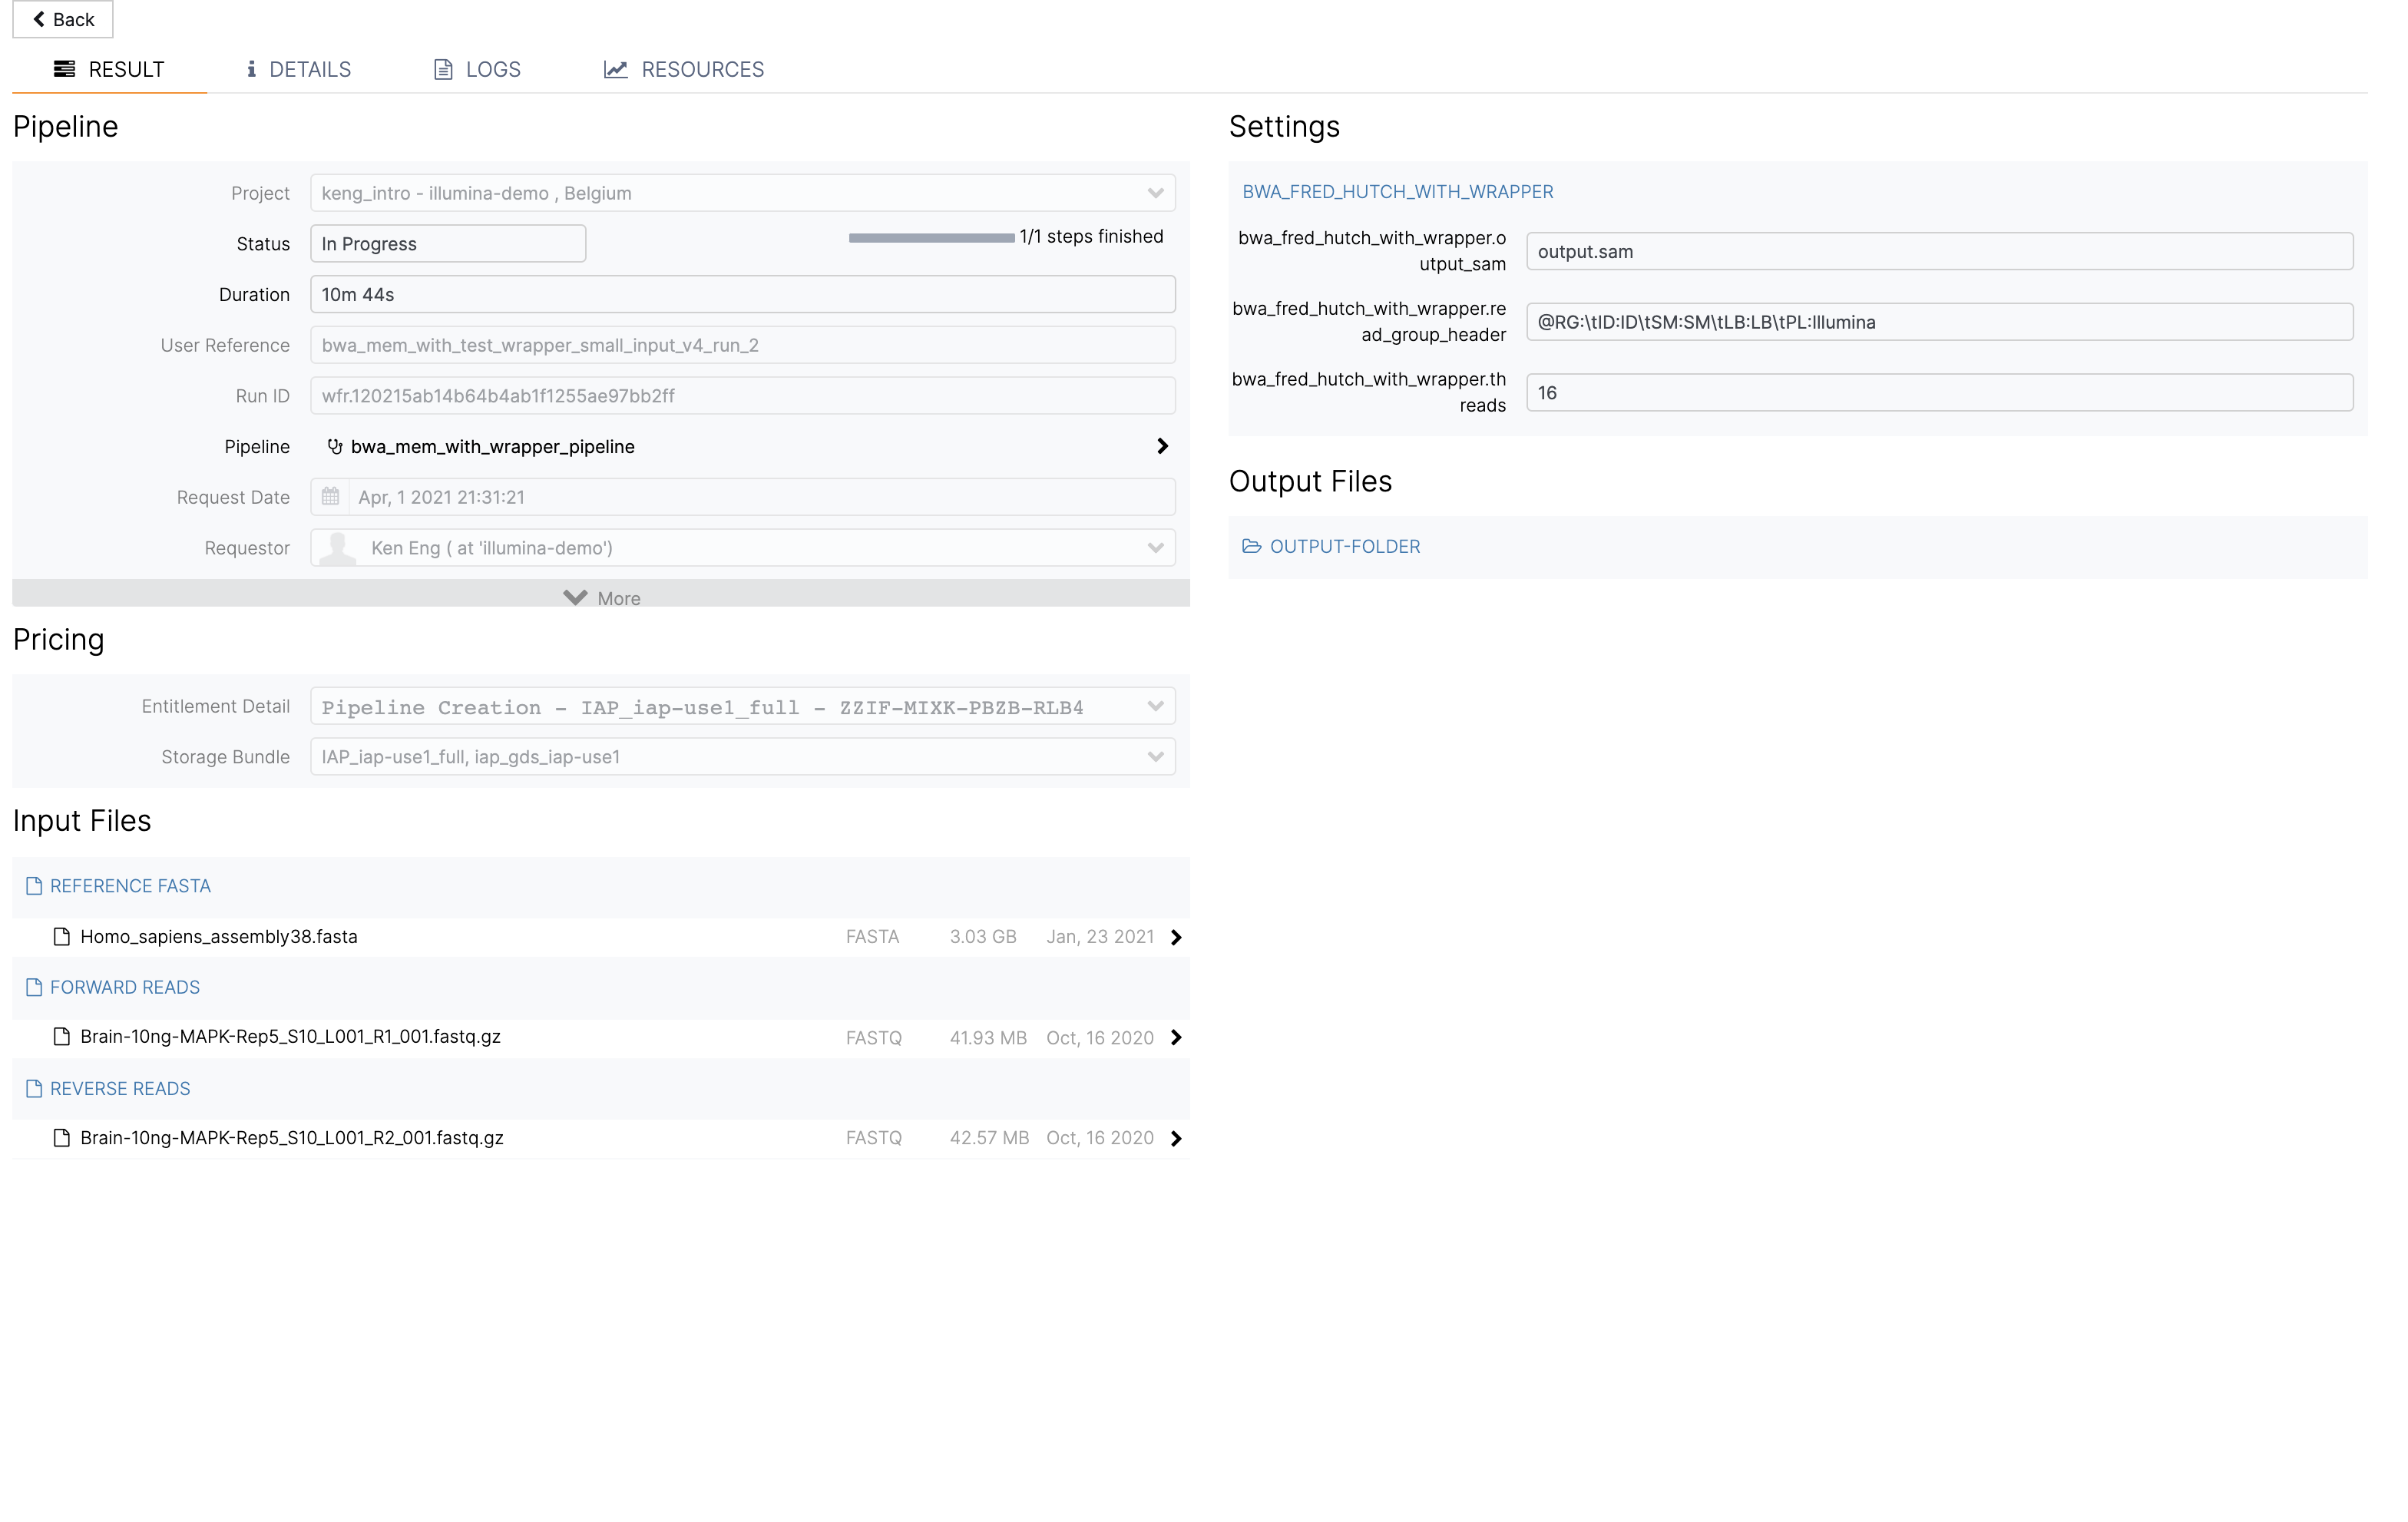 Back
RESULT
DETAILS
LOGS
RESOURCES
Pipeline
Project
keng_intro - illumina-demo , Belgium
Status
In Progress
1/1 steps finished
Duration
10m 44s
User Reference
bwa_mem_with_test_wrapper_small_input_v4_run_2
Run ID
wfr.120215ab14b64b4ab1f1255ae97bb2ff
Pipeline
bwa_mem_with_wrapper_pipeline
Request Date
Apr, 1 2021 21:31:21
Requestor
Ken Eng ( at 'illumina-demo')
More
Pricing
Entitlement Detail
Pipeline Creation - IAP_iap-use1_full - ZZIF-MIXK-PBZB-RLB4
Storage Bundle
IAP_iap-use1_full, iap_gds_iap-use1
Input Files
REFERENCE FASTA
Homo_sapiens_assembly38.fasta FASTA 3.03 GB Jan, 23 2021
FORWARD READS
Brain-10ng-MAPK-Rep5_S10_L001_R1_001.fastq.gz FASTQ 41.93 MB Oct, 16 2020
REVERSE READS
Brain-10ng-MAPK-Rep5_S10_L001_R2_001.fastq.gz FASTQ 42.57 MB Oct, 16 2020
Settings
BWA_FRED_HUTCH_WITH_WRAPPER
bwa_fred_hutch_with_wrapper.o
utput_sam
output.sam
bwa_fred_hutch_with_wrapper.re
ad_group_header
@RG:\tID:ID\tSM:SM\tLB:LB\tPL:Illumina
bwa_fred_hutch_with_wrapper.th
reads
16
Output Files
OUTPUT-FOLDER